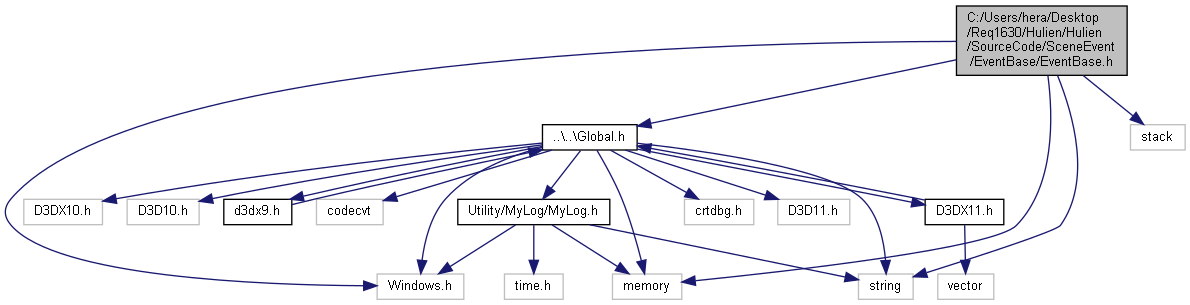 C:/Users/hera/Desktop
/Req1630/Hulien/Hulien
/SourceCode/SceneEvent
/EventBase/EventBase.h
..\..\Global.h
stack
D3DX10.h
D3D10.h
d3dx9.h
codecvt
Utility/MyLog/MyLog.h
crtdbg.h
D3D11.h
D3DX11.h
Windows.h
time.h
memory
string
vector